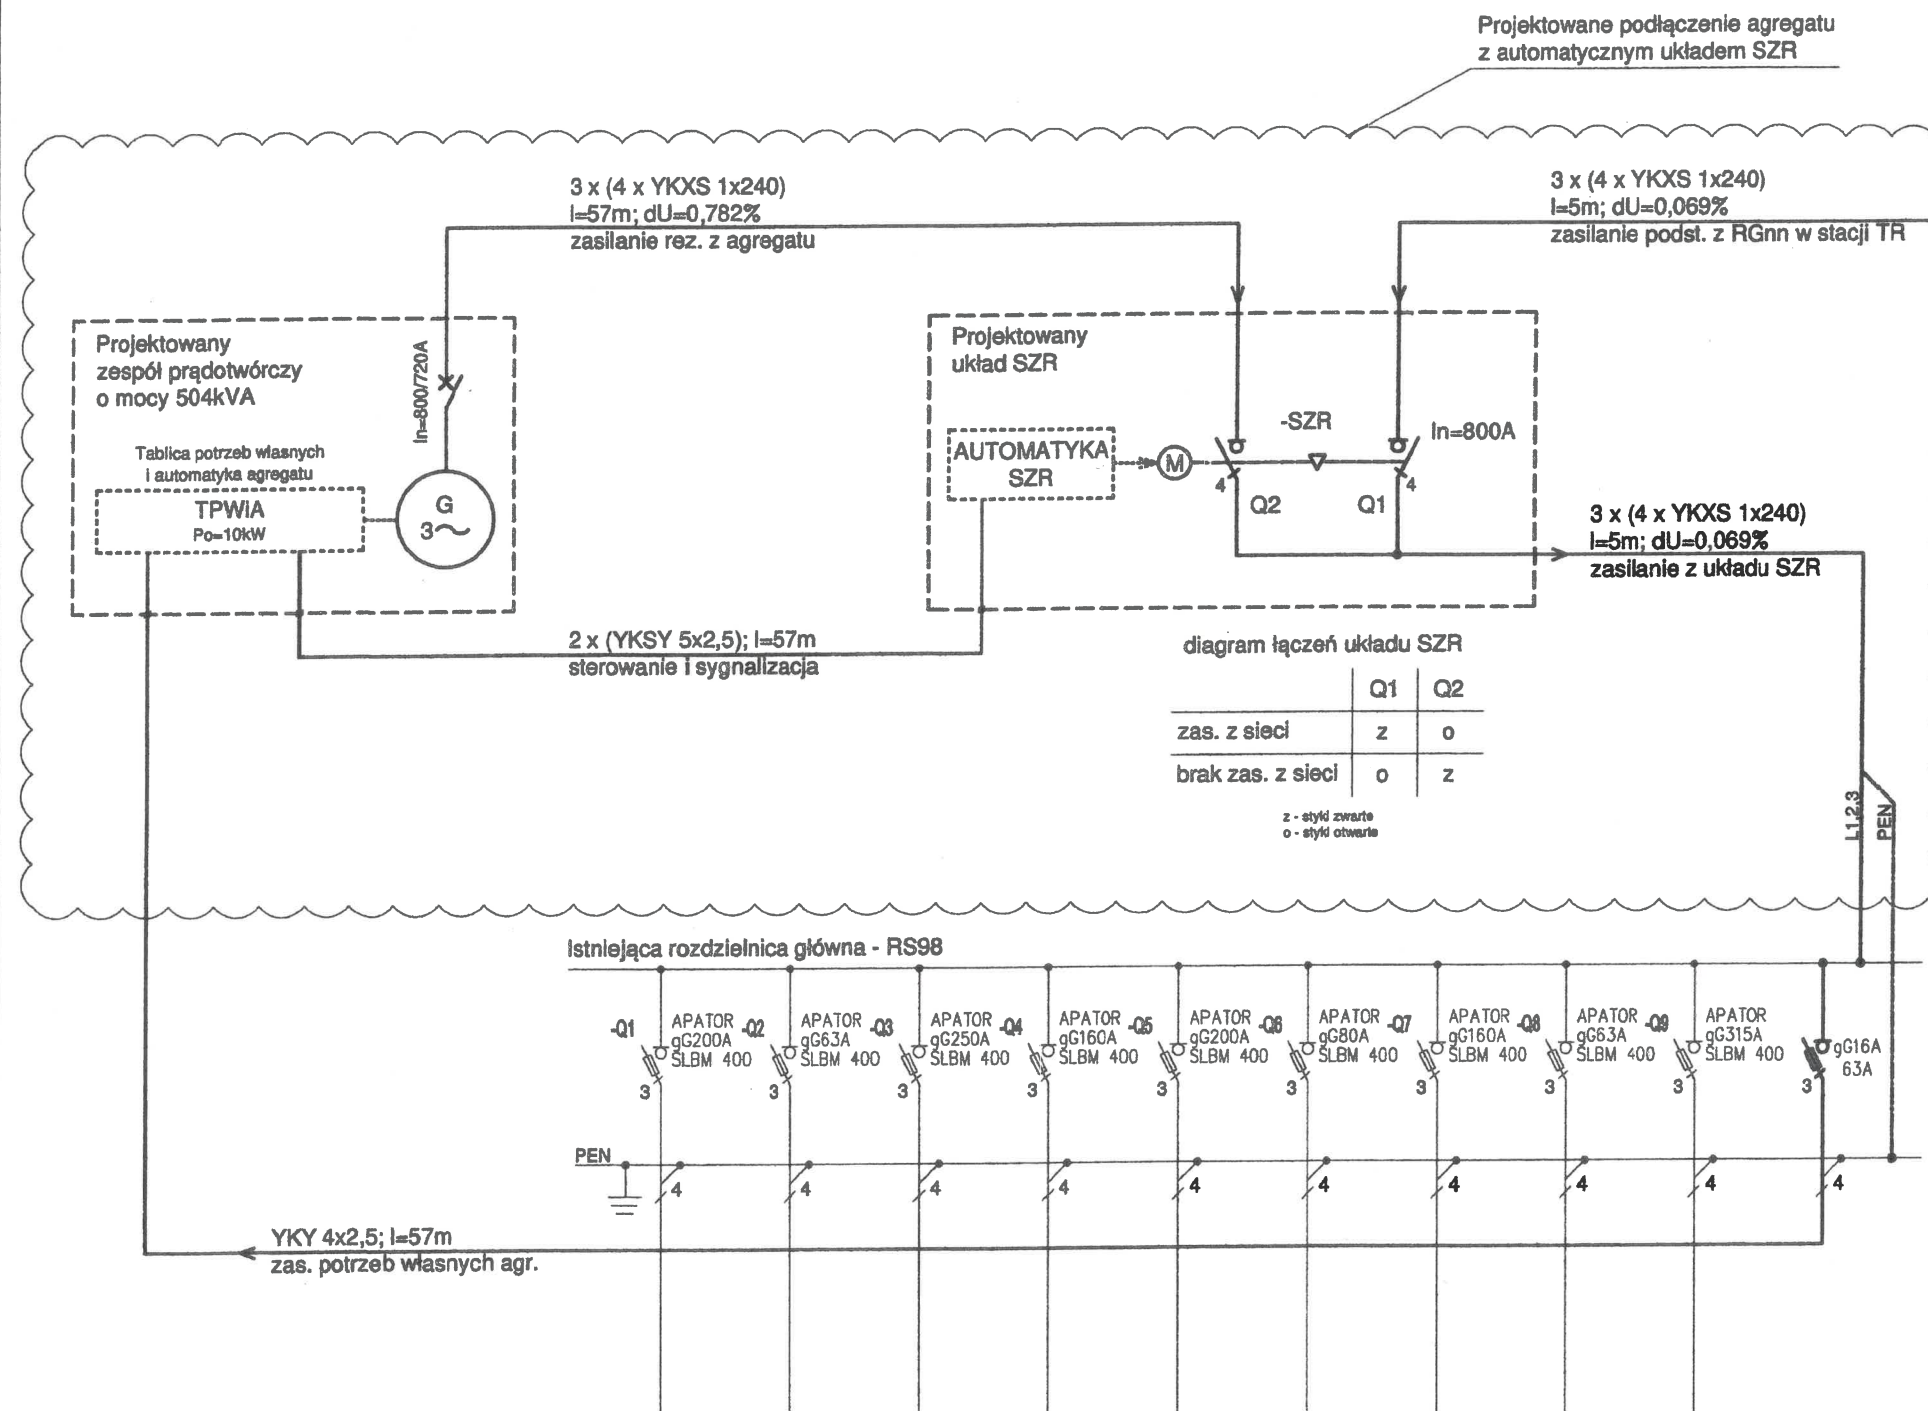 Projektowane podłączenie agregatu
z automatycznym układem SZR
3 x (4 x YKXS 1x240)
l=57m; dU=0,782%
zasilanie rez. z agregatu
3 x (4 x YKXS 1x240)
l=5m; dU=0,069%
zasilanie podst. z RGnn w stacji TR
Projektowany
zespół prądotwórczy
o mocy 504kVA
In=800/720A
Tablica potrzeb własnych
i automatyka agregatu
TPWiA
Po=10kW
G
3~
Projektowany
układ SZR
AUTOMATYKA
SZR
M
-SZR
In=800A
4
4
Q2
Q1
3 x (4 x YKXS 1x240)
l=5m; dU=0,069%
zasilanie z układu SZR
2 x (YKSY 5x2,5); l=57m
sterowanie i sygnalizacja
diagram łączeń układu SZR
Q1 Q2
zas. z sieci z o
brak zas. z sieci o z
z - styki zwarte
o - styki otwarte
L1,2,3
PEN
Istniejąca rozdzielnica główna - RS98
-Q1
APATOR
gG200A
SLBM 400
3
-Q2
APATOR
gG63A
SLBM 400
3
-Q3
APATOR
gG250A
SLBM 400
3
-Q4
APATOR
gG160A
SLBM 400
3
-Q5
APATOR
gG200A
SLBM 400
3
-Q6
APATOR
gG80A
SLBM 400
3
-Q7
APATOR
gG160A
SLBM 400
3
-Q8
APATOR
gG63A
SLBM 400
3
-Q9
APATOR
gG315A
SLBM 400
3
gG16A
63A
3
PEN
4 4 4 4 4 4 4 4 4 4
YKY 4x2,5; l=57m
zas. potrzeb własnych agr.